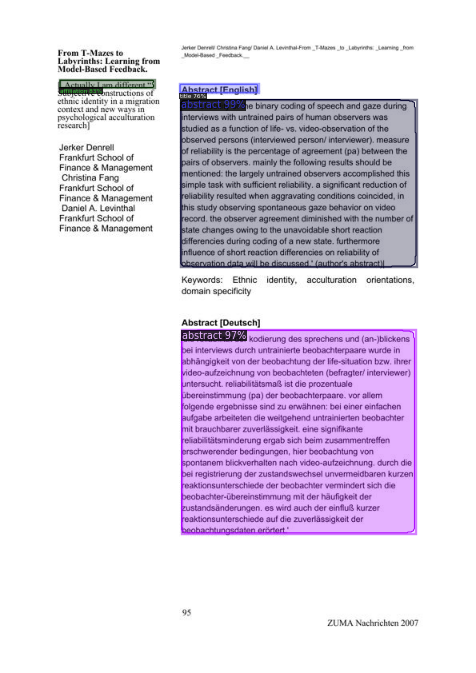 Jerker Denrell/ Christina Fang/ Daniel A. Levinthal-From _T-Mazes _to _Labyrinths: _Learning _from
_Model-Based _Feedback.__
From T-Mazes to
Labyrinths: Learning from
Model-Based Feedback.
[„Actually I am different."
Subjective constructions of
ethnic identity in a migration
context and new ways in
psychological acculturation
research]
Jerker Denrell
Frankfurt School of
Finance & Management
Christina Fang
Frankfurt School of
Finance & Management
Daniel A. Levinthal
Frankfurt School of
Finance & Management
Abstract [English]
title 76%
abstract 99%
he binary coding of speech and gaze during
interviews with untrained pairs of human observers was
studied as a function of life- vs. video-observation of the
observed persons (interviewed person/ interviewer). measure
of reliability is the percentage of agreement (pa) between the
pairs of observers. mainly the following results should be
mentioned: the largely untrained observers accomplished this
simple task with sufficient reliability. a significant reduction of
reliability resulted when aggravating conditions coincided, in
this study observing spontaneous gaze behavior on video
record. the observer agreement diminished with the number of
state changes owing to the unavoidable short reaction
differences during coding of a new state. furthermore
influence of short reaction differences on reliability of
observation data will be discussed.' (author's abstract)|
Keywords: Ethnic identity, acculturation orientations,
domain specificity
Abstract [Deutsch]
abstract 97%
kodierung des sprechens und (an-)blickens
bei interviews durch untrainierte beobachterpaare wurde in
abhängigkeit von der beobachtung der life-situation bzw. ihrer
video-aufzeichnung von beobachteten (befragter/ interviewer)
untersucht. reliabilitätsmaß ist die prozentuale
übereinstimmung (pa) der beobachterpaare. vor allem
folgende ergebnisse sind zu erwähnen: bei einer einfachen
aufgabe arbeiteten die weitgehend untrainierten beobachter
mit brauchbarer zuverlässigkeit. eine signifikante
reliabilitätsminderung ergab sich beim zusammentreffen
erschwerender bedingungen, hier beobachtung von
spontanem blickverhalten nach video-aufzeichnung. durch die
bei registrierung der zustandswechsel unvermeidbaren kurzen
reaktionsunterschiede der beobachter vermindert sich die
beobachter-übereinstimmung mit der häufigkeit der
zustandsänderungen. es wird auch der einfluß kurzer
reaktionsunterschiede auf die zuverlässigkeit der
beobachtungsdaten erörtert.'
95
ZUMA Nachrichten 2007